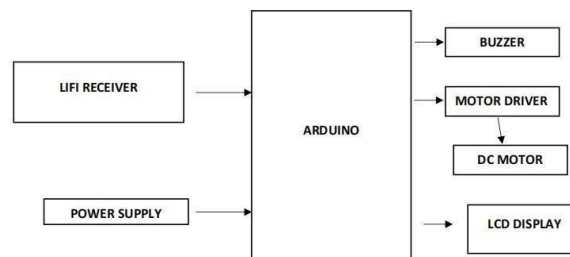 BUZZER
LIFI RECEIVER
MOTOR DRIVER
ARDUINO
DC MOTOR
POWER SUPPLY
LCD DISPLAY